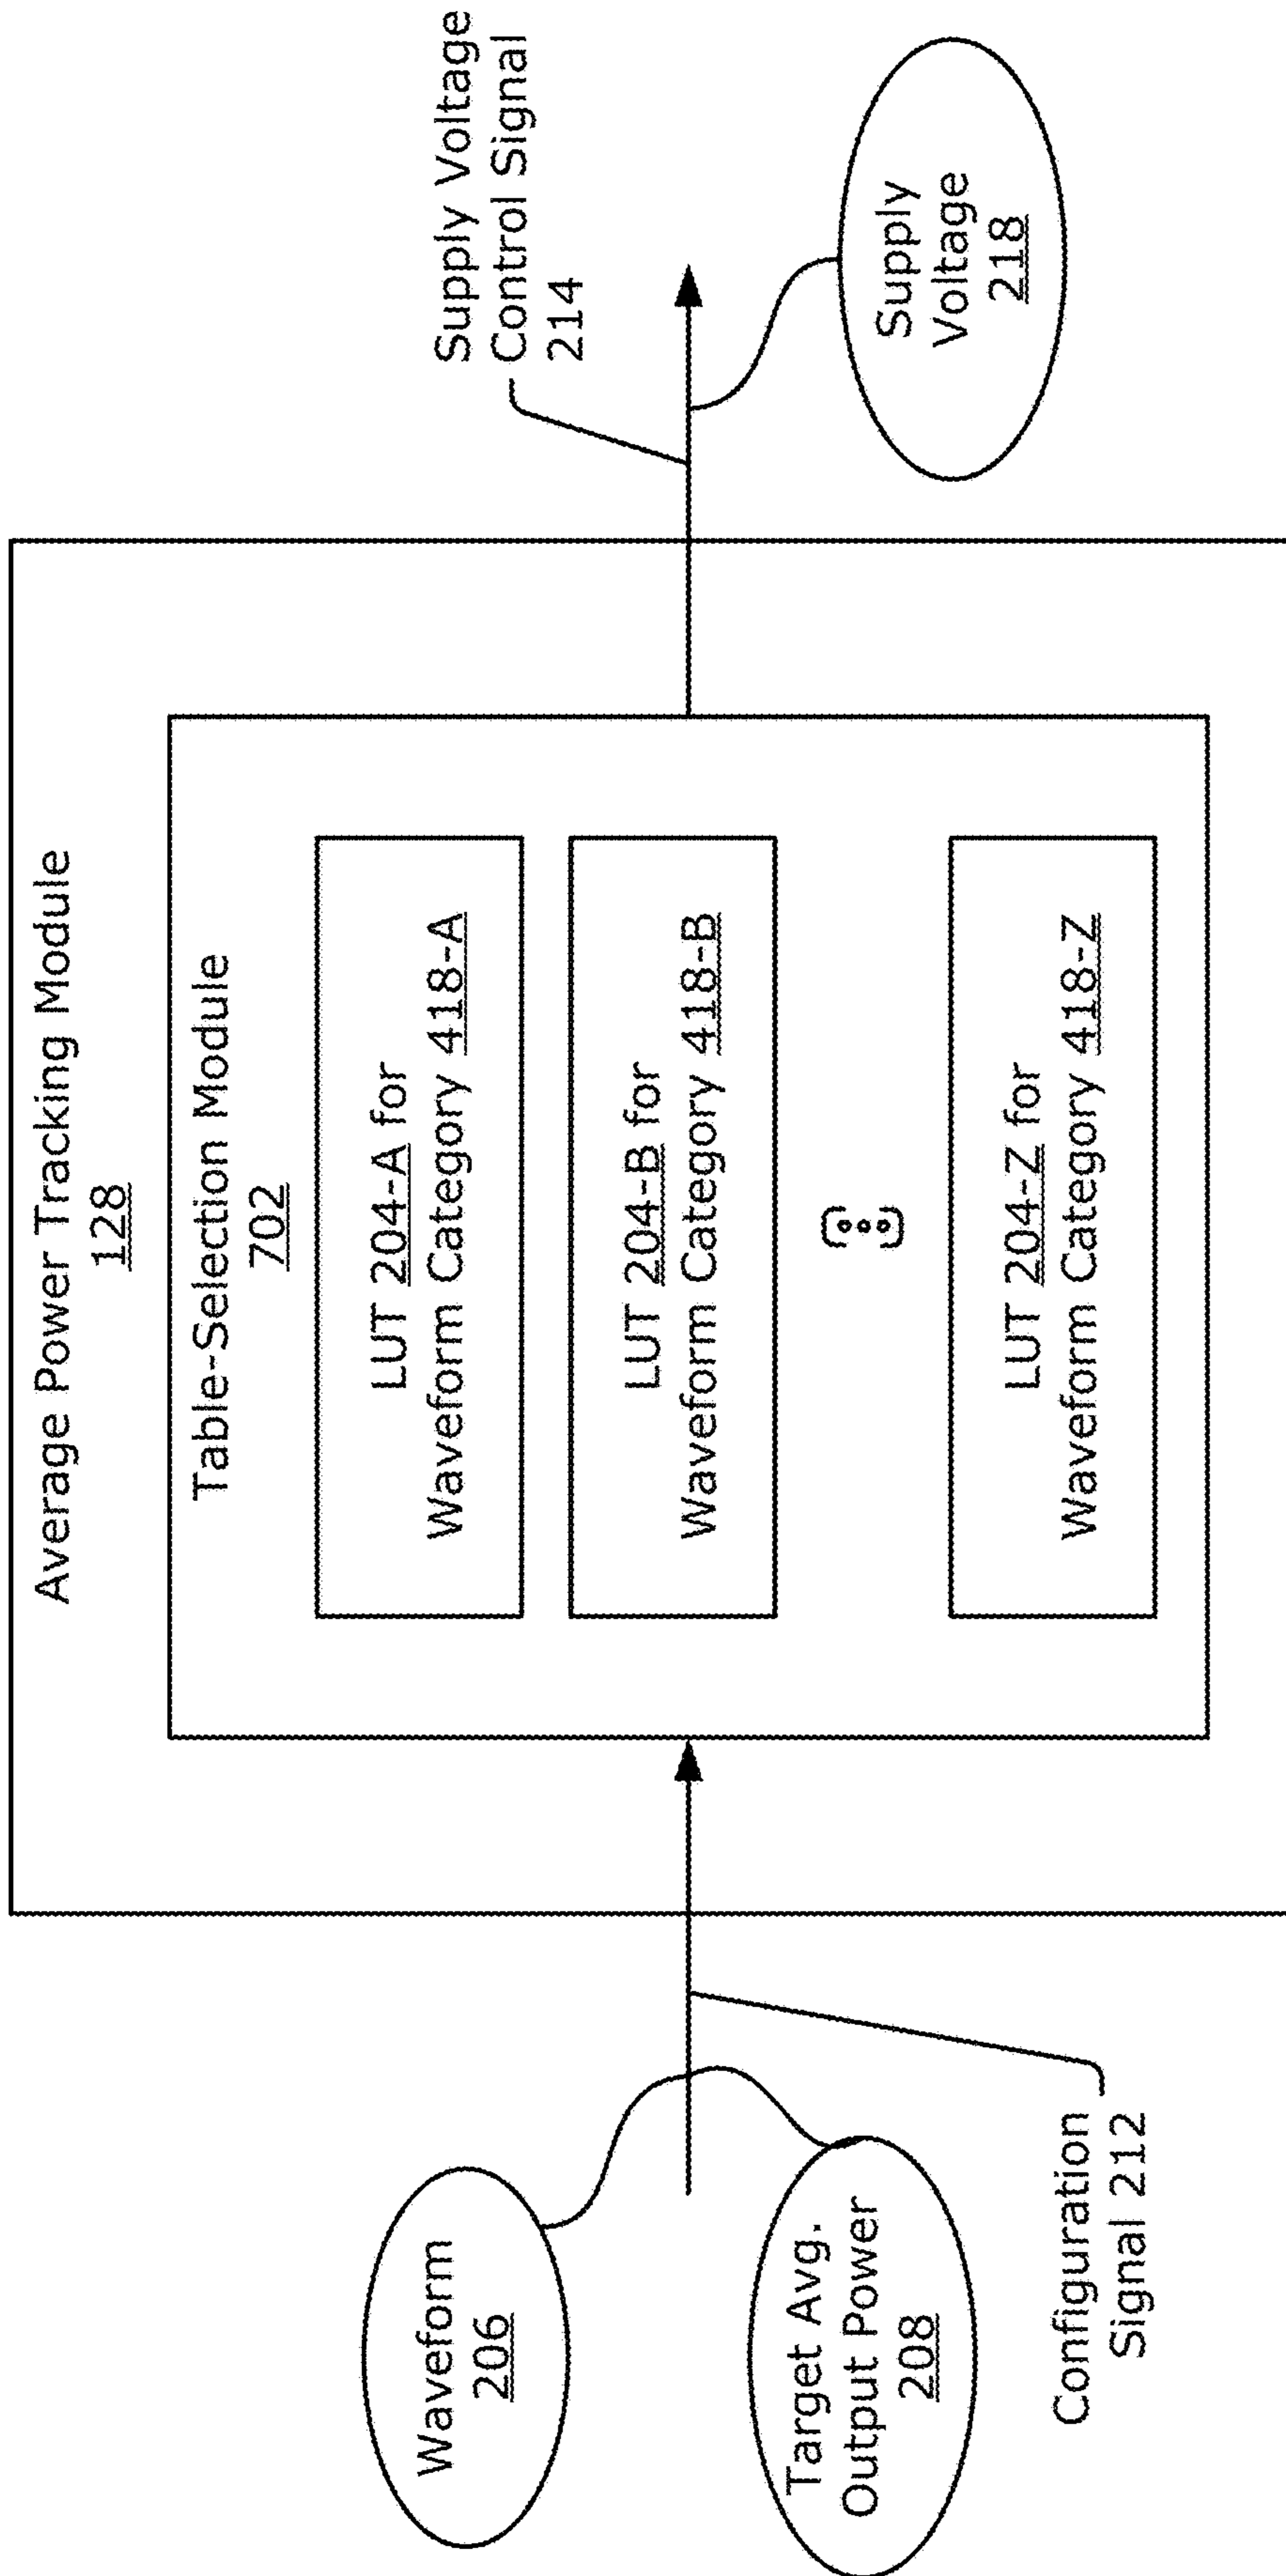 Average Power Tracking Module
128
Table-Selection Module
702
LUT 204-A for
Waveform Category 418-A
LUT 204-B for
Waveform Category 418-B
LUT 204-Z for
Waveform Category 418-Z
Waveform
206
Target Avg.
Output Power
208
Configuration
Signal 212
Supply Voltage
Control Signal
214
Supply
Voltage
218